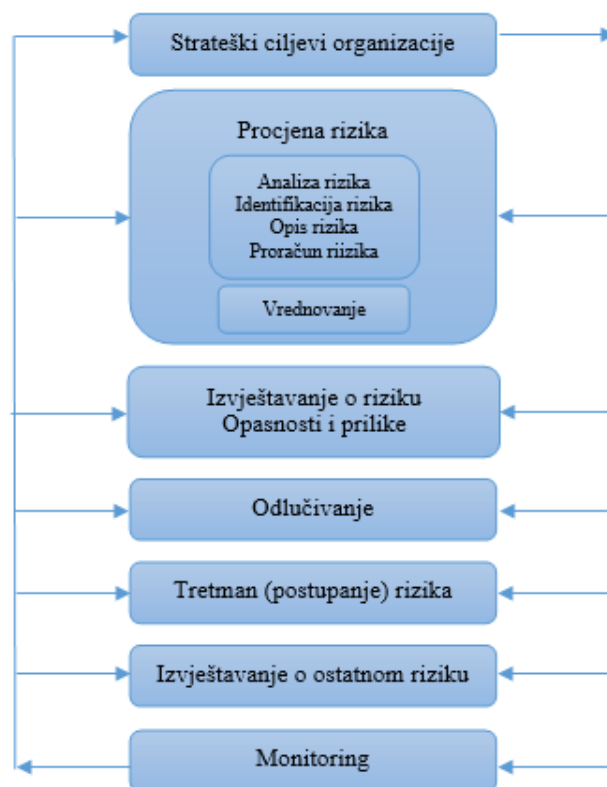 Strateški ciljevi organizacije
Procjena rizika
Analiza rizika
Identifikacija rizika
Opis rizika
Proračun riizika
Vrednovanje
Izvještavanje o riziku
Opasnosti i prilike
Odlučivanje
Tretman (postupanje) rizika
Izvještavanje o ostatnom riziku
Monitoring